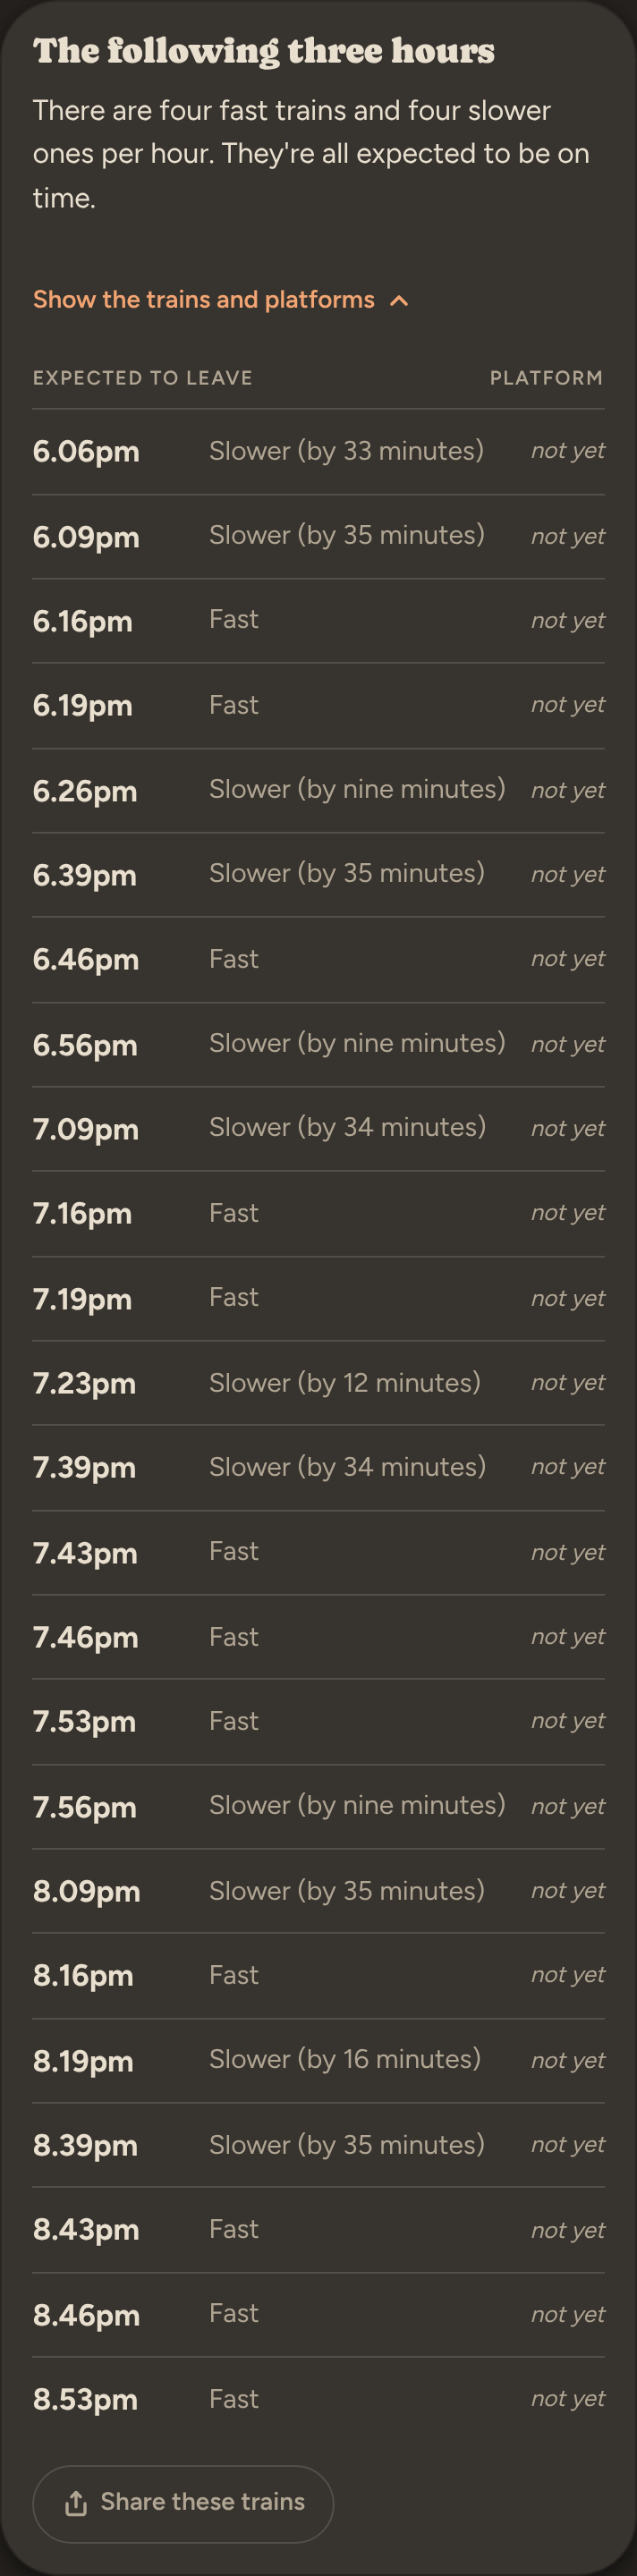 The following three hours
There are four fast trains and four slower
ones per hour. They're all expected to be on
time.
Show the trains and platforms
EXPECTED TO LEAVE PLATFORM
6.06pm Slower (by 33 minutes) not yet
6.09pm Slower (by 35 minutes) not yet
6.16pm Fast not yet
6.19pm Fast not yet
6.26pm Slower (by nine minutes) not yet
6.39pm Slower (by 35 minutes) not yet
6.46pm Fast not yet
6.56pm Slower (by nine minutes) not yet
7.09pm Slower (by 34 minutes) not yet
7.16pm Fast not yet
7.19pm Fast not yet
7.23pm Slower (by 12 minutes) not yet
7.39pm Slower (by 34 minutes) not yet
7.43pm Fast not yet
7.46pm Fast not yet
7.53pm Fast not yet
7.56pm Slower (by nine minutes) not yet
8.09pm Slower (by 35 minutes) not yet
8.16pm Fast not yet
8.19pm Slower (by 16 minutes) not yet
8.39pm Slower (by 35 minutes) not yet
8.43pm Fast not yet
8.46pm Fast not yet
8.53pm Fast not yet
Share these trains